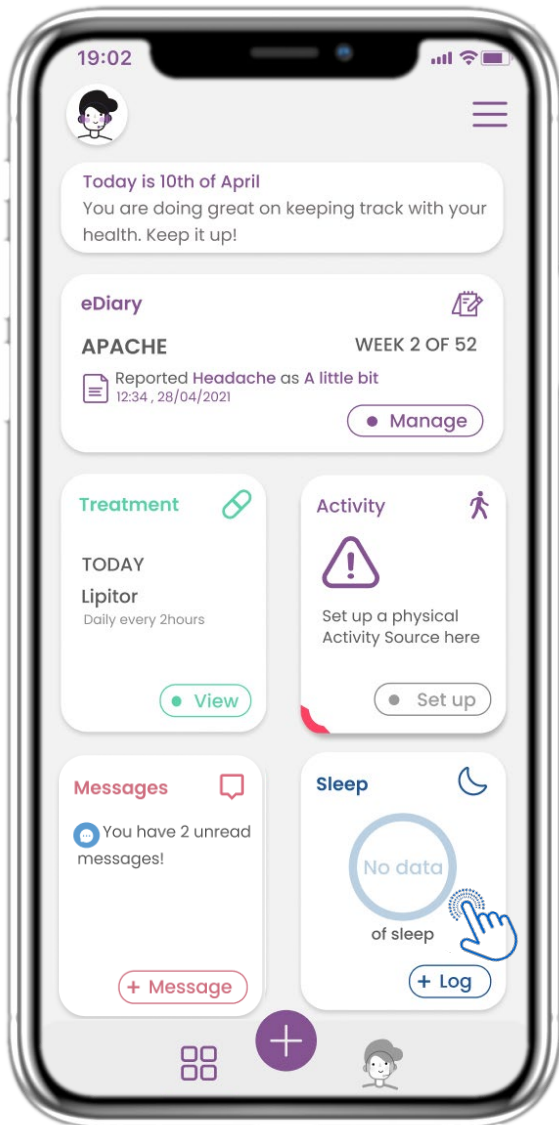 19:02
Today is 10th of April
You are doing great on keeping track with your
health. Keep it up!
eDiary
APACHE
WEEK 2 OF 52
Reported Headache as A little bit
12:34 , 28/04/2021
Manage
Treatment
TODAY
Lipitor
Daily every 2hours
View
Activity
Set up a physical
Activity Source here
Set up
Messages
You have 2 unread
messages!
+ Message
Sleep
No data
of sleep
+ Log